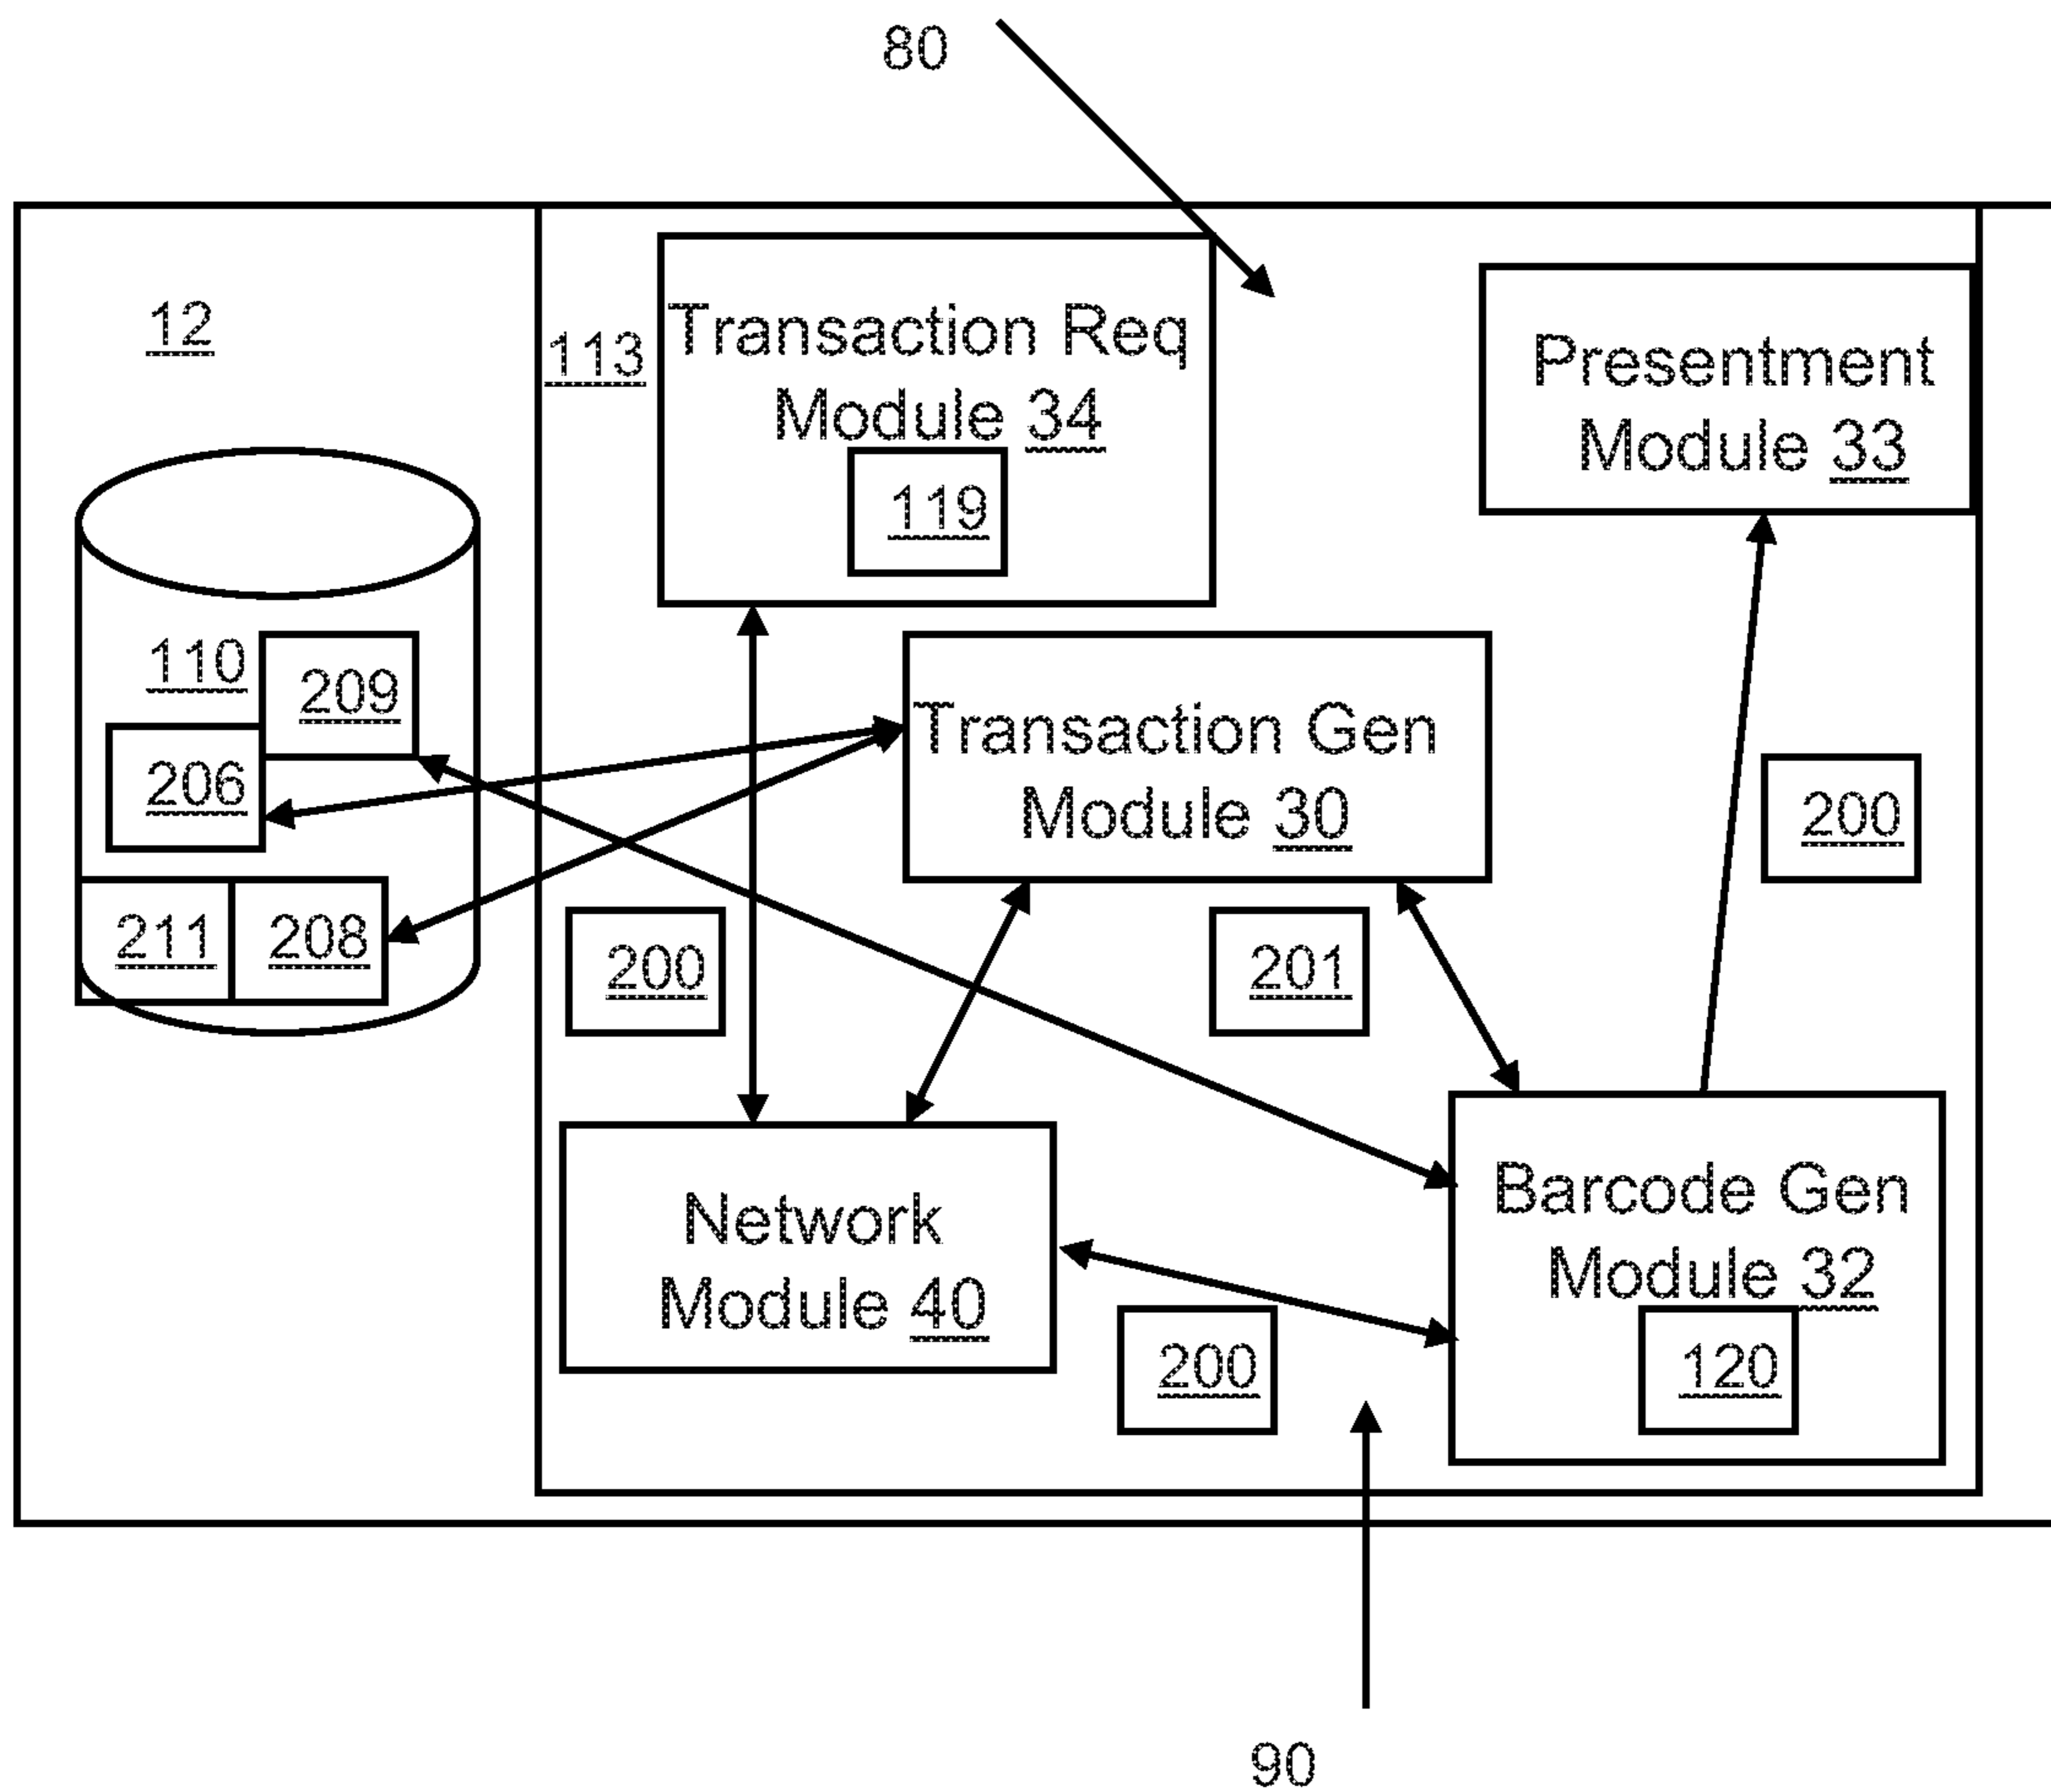 80
12
113
Transaction Req
Module 34
119
Presentment
Module 33
110
209
206
211
208
Transaction Gen
Module 30
200
200
201
Network
Module 40
200
Barcode Gen
Module 32
120
90